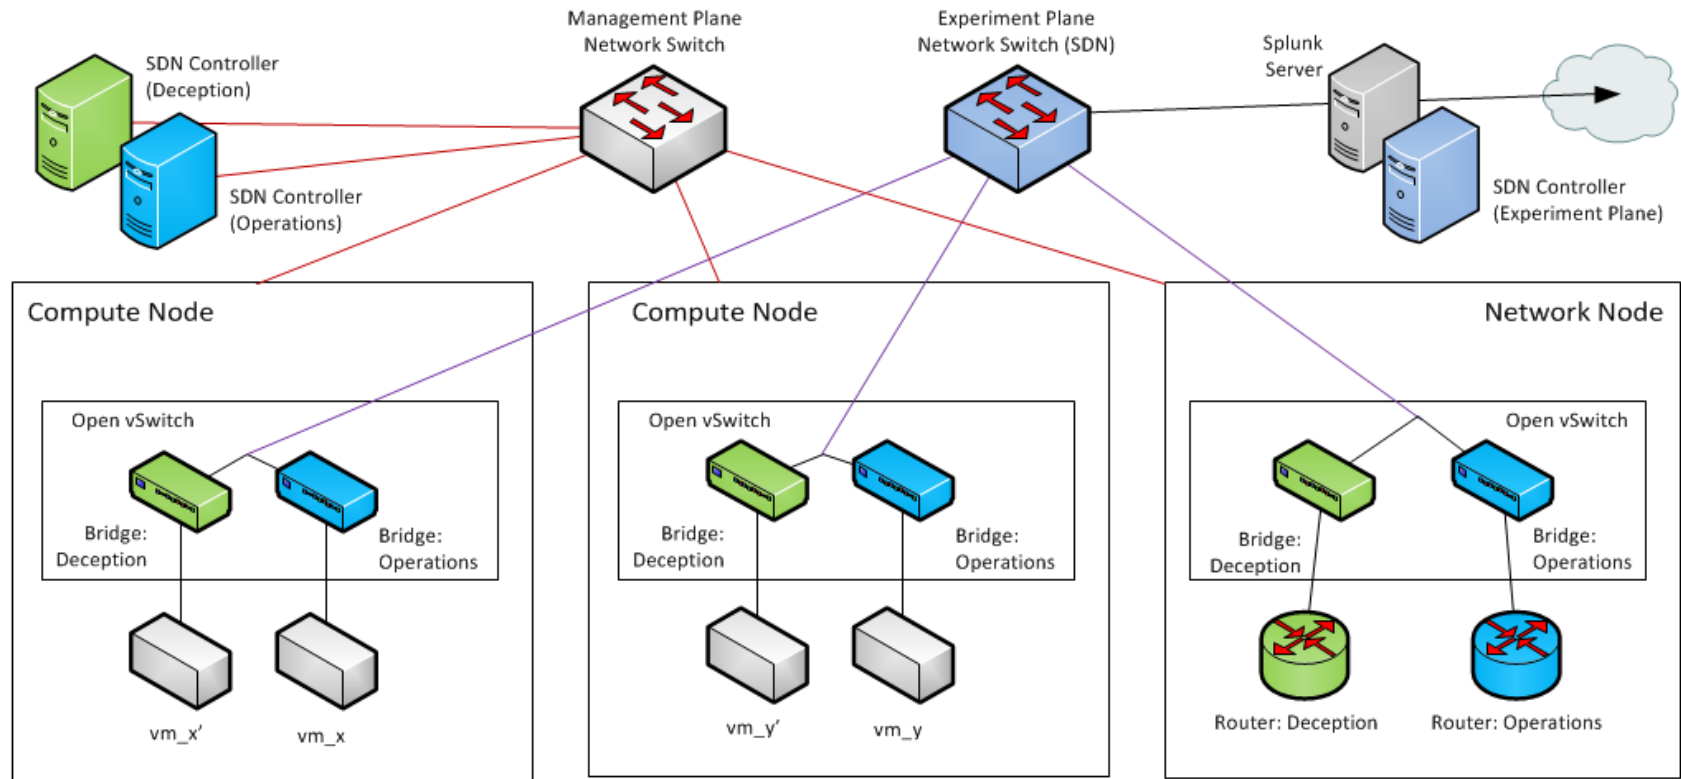 Management Plane
Network Switch
Experiment Plane
Network Switch (SDN)
Splunk
Server
SDN Controller
(Deception)
SDN Controller
(Operations)
SDN Controller
(Experiment Plane)
Compute Node
Open vSwitch
Bridge:
Deception
Bridge:
Operations
vm_x’
vm_x
Compute Node
Open vSwitch
Bridge:
Deception
Bridge:
Operations
vm_y’
vm_y
Network Node
Open vSwitch
Bridge:
Deception
Bridge:
Operations
Router: Deception
Router: Operations